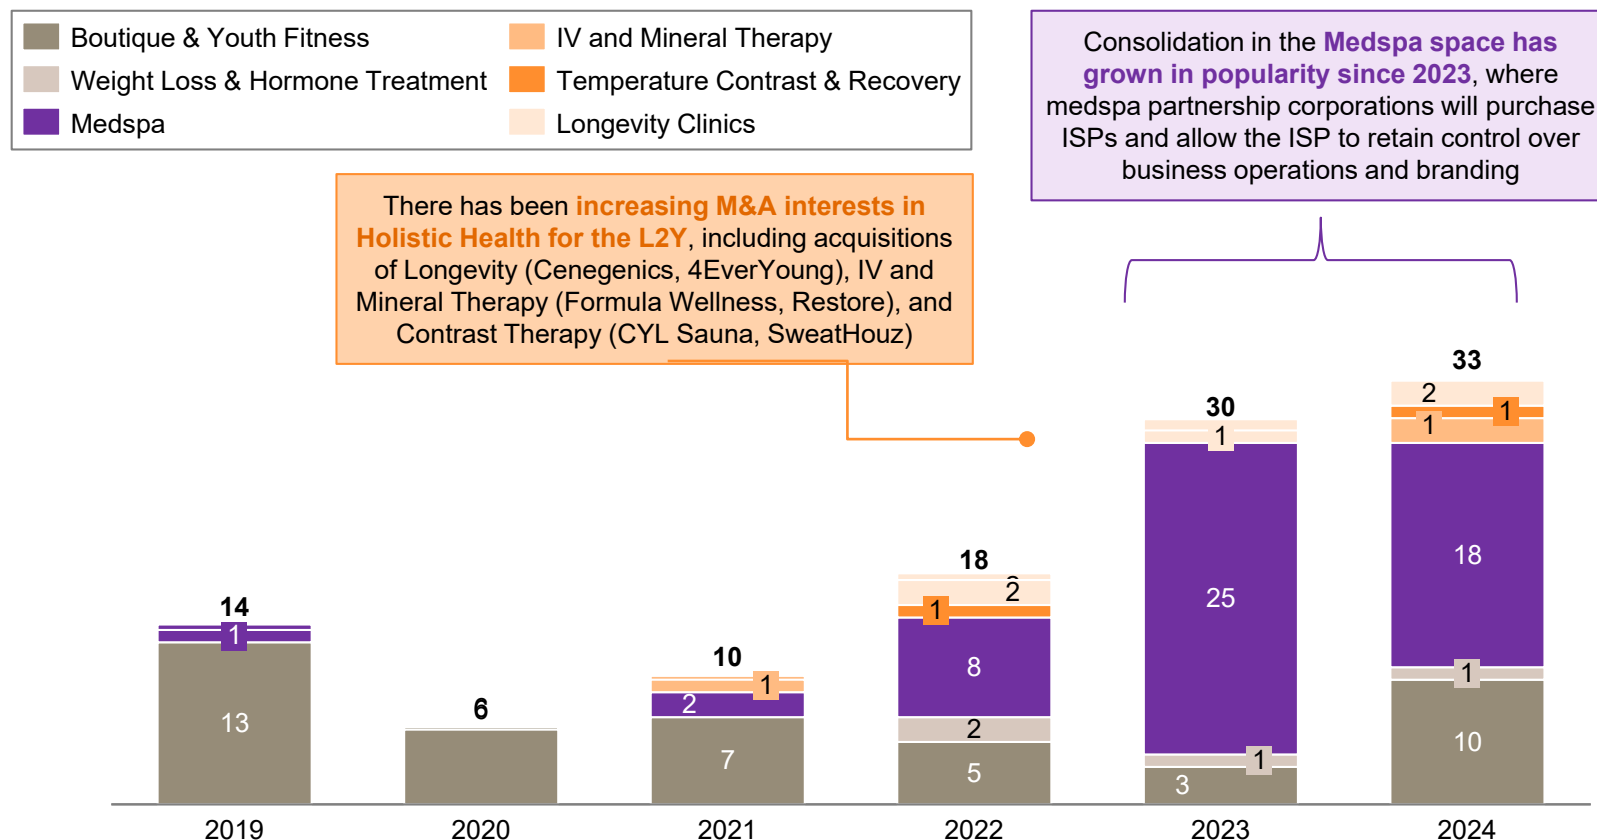 Boutique & Youth Fitness
Weight Loss & Hormone Treatment
Medspa
IV and Mineral Therapy
Temperature Contrast & Recovery
Longevity Clinics
Consolidation in the Medspa space has
grown in popularity since 2023, where
medspa partnership corporations will purchase
ISPs and allow the ISP to retain control over
business operations and branding
There has been increasing M&A interests in
Holistic Health for the L2Y, including acquisitions
of Longevity (Cenegenics, 4EverYoung), IV and
Mineral Therapy (Formula Wellness, Restore), and
Contrast Therapy (CYL Sauna, SweatHouz)
14
1
13
6
10
1
2
7
18
2
1
8
2
5
30
1
25
1
3
33
2
1
1
18
1
10
2019
2020
2021
2022
2023
2024